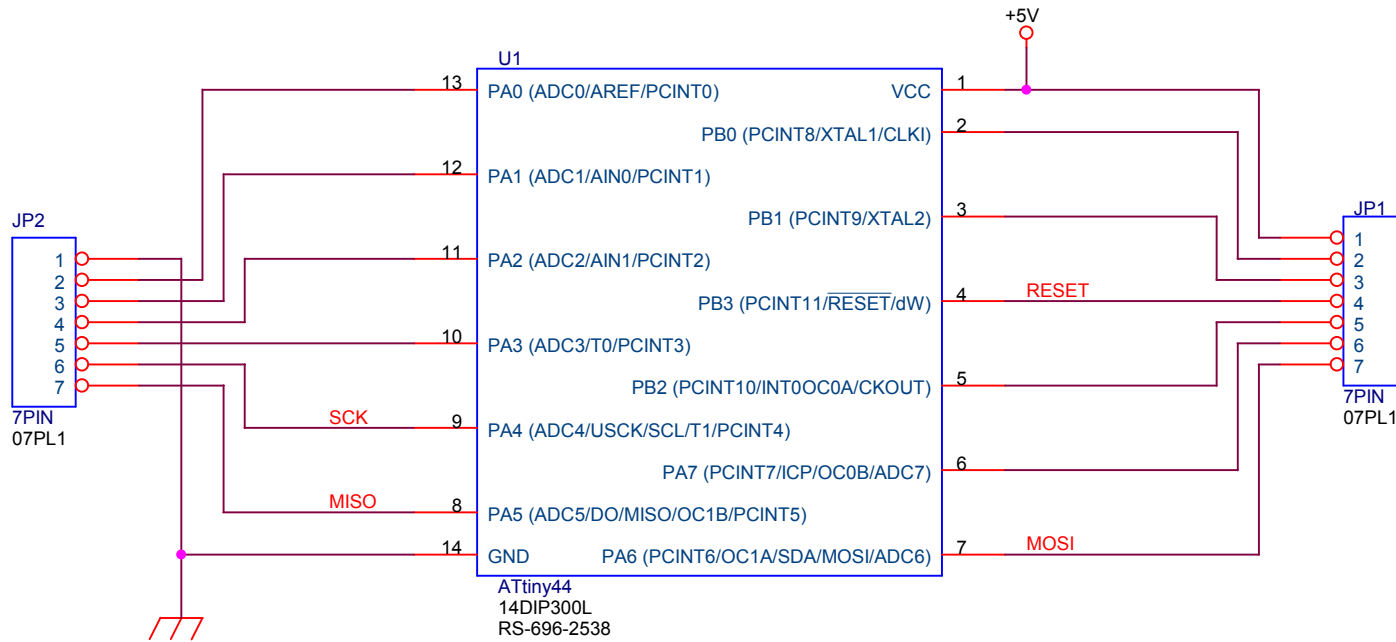 +5V
U1
13 PA0 (ADC0/AREF/PCINT0) VCC 1
PB0 (PCINT8/XTAL1/CLKI) 2
12 PA1 (ADC1/AIN0/PCINT1)
PB1 (PCINT9/XTAL2) 3
11 PA2 (ADC2/AIN1/PCINT2)
PB3 (PCINT11/RESET/dW) 4 RESET
10 PA3 (ADC3/T0/PCINT3)
PB2 (PCINT10/INT0OC0A/CKOUT) 5
SCK 9 PA4 (ADC4/USCK/SCL/T1/PCINT4)
PA7 (PCINT7/ICP/OC0B/ADC7) 6
MISO 8 PA5 (ADC5/DO/MISO/OC1B/PCINT5)
14 GND PA6 (PCINT6/OC1A/SDA/MOSI/ADC6) 7 MOSI
ATtiny44
14DIP300L
RS-696-2538
JP2
1
2
3
4
5
6
7
7PIN
07PL1
JP1
1
2
3
4
5
6
7
7PIN
07PL1